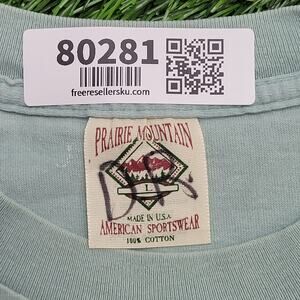 80281
freeresellersku.com
PRAIRIE MOUNTAIN
L
MADE IN U.S.A.
AMERICAN SPORTSWEAR
100% COTTON